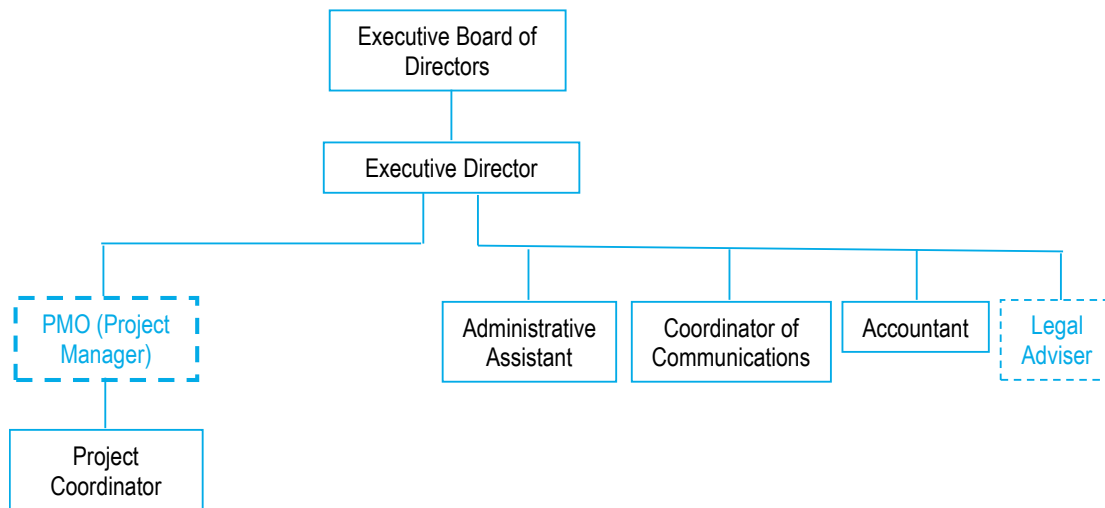 Executive Board of
Directors
Executive Director
PMO (Project
Manager)
Administrative
Assistant
Coordinator of
Communications
Accountant
Legal
Adviser
Project
Coordinator